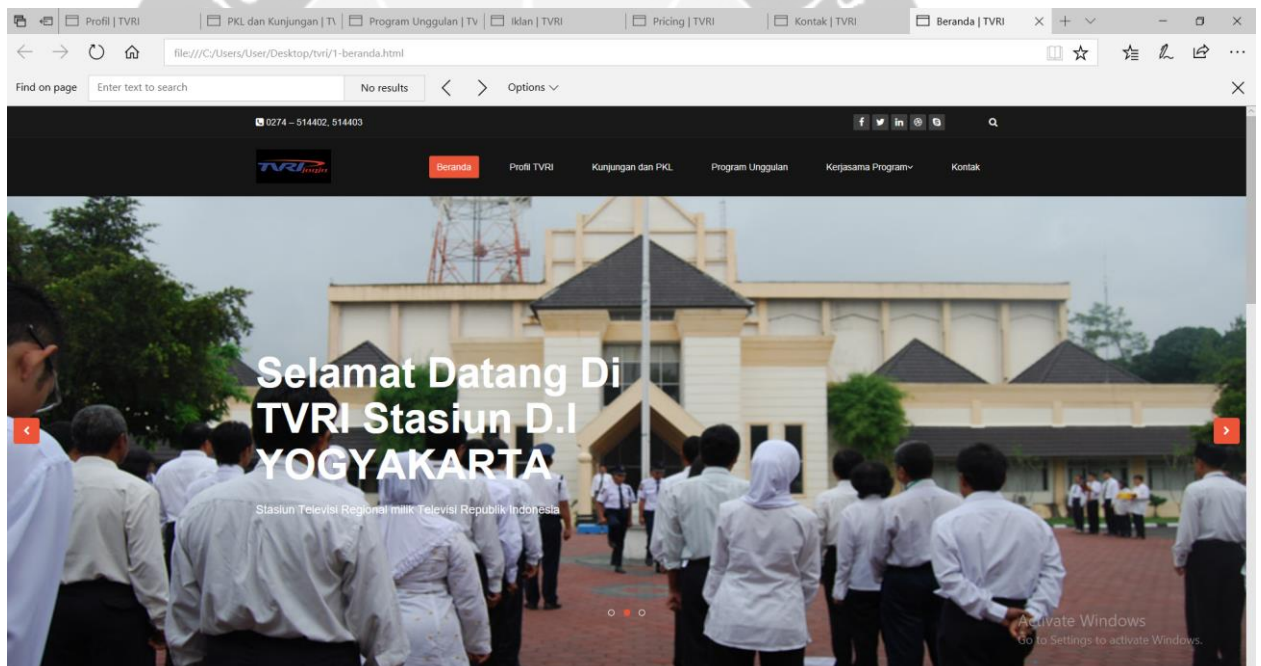 Profil | TVRI
PKL dan Kunjungan | TV
Program Unggulan | TV
Iklan | TVRI
Pricing | TVRI
Kontak | TVRI
Beranda | TVRI
file:///C:/Users/User/Desktop/tvri/1-beranda.html
Find on page
Enter text to search
No results
Options
0274 – 514402, 514403
TVRI Jogja
Beranda
Profil TVRI
Kunjungan dan PKL
Program Unggulan
Kerjasama Program
Kontak
Selamat Datang Di
TVRI Stasiun D.I
YOGYAKARTA
Stasiun Televisi Regional milik Televisi Republik Indonesia
Activate Windows
Go to Settings to activate Windows.